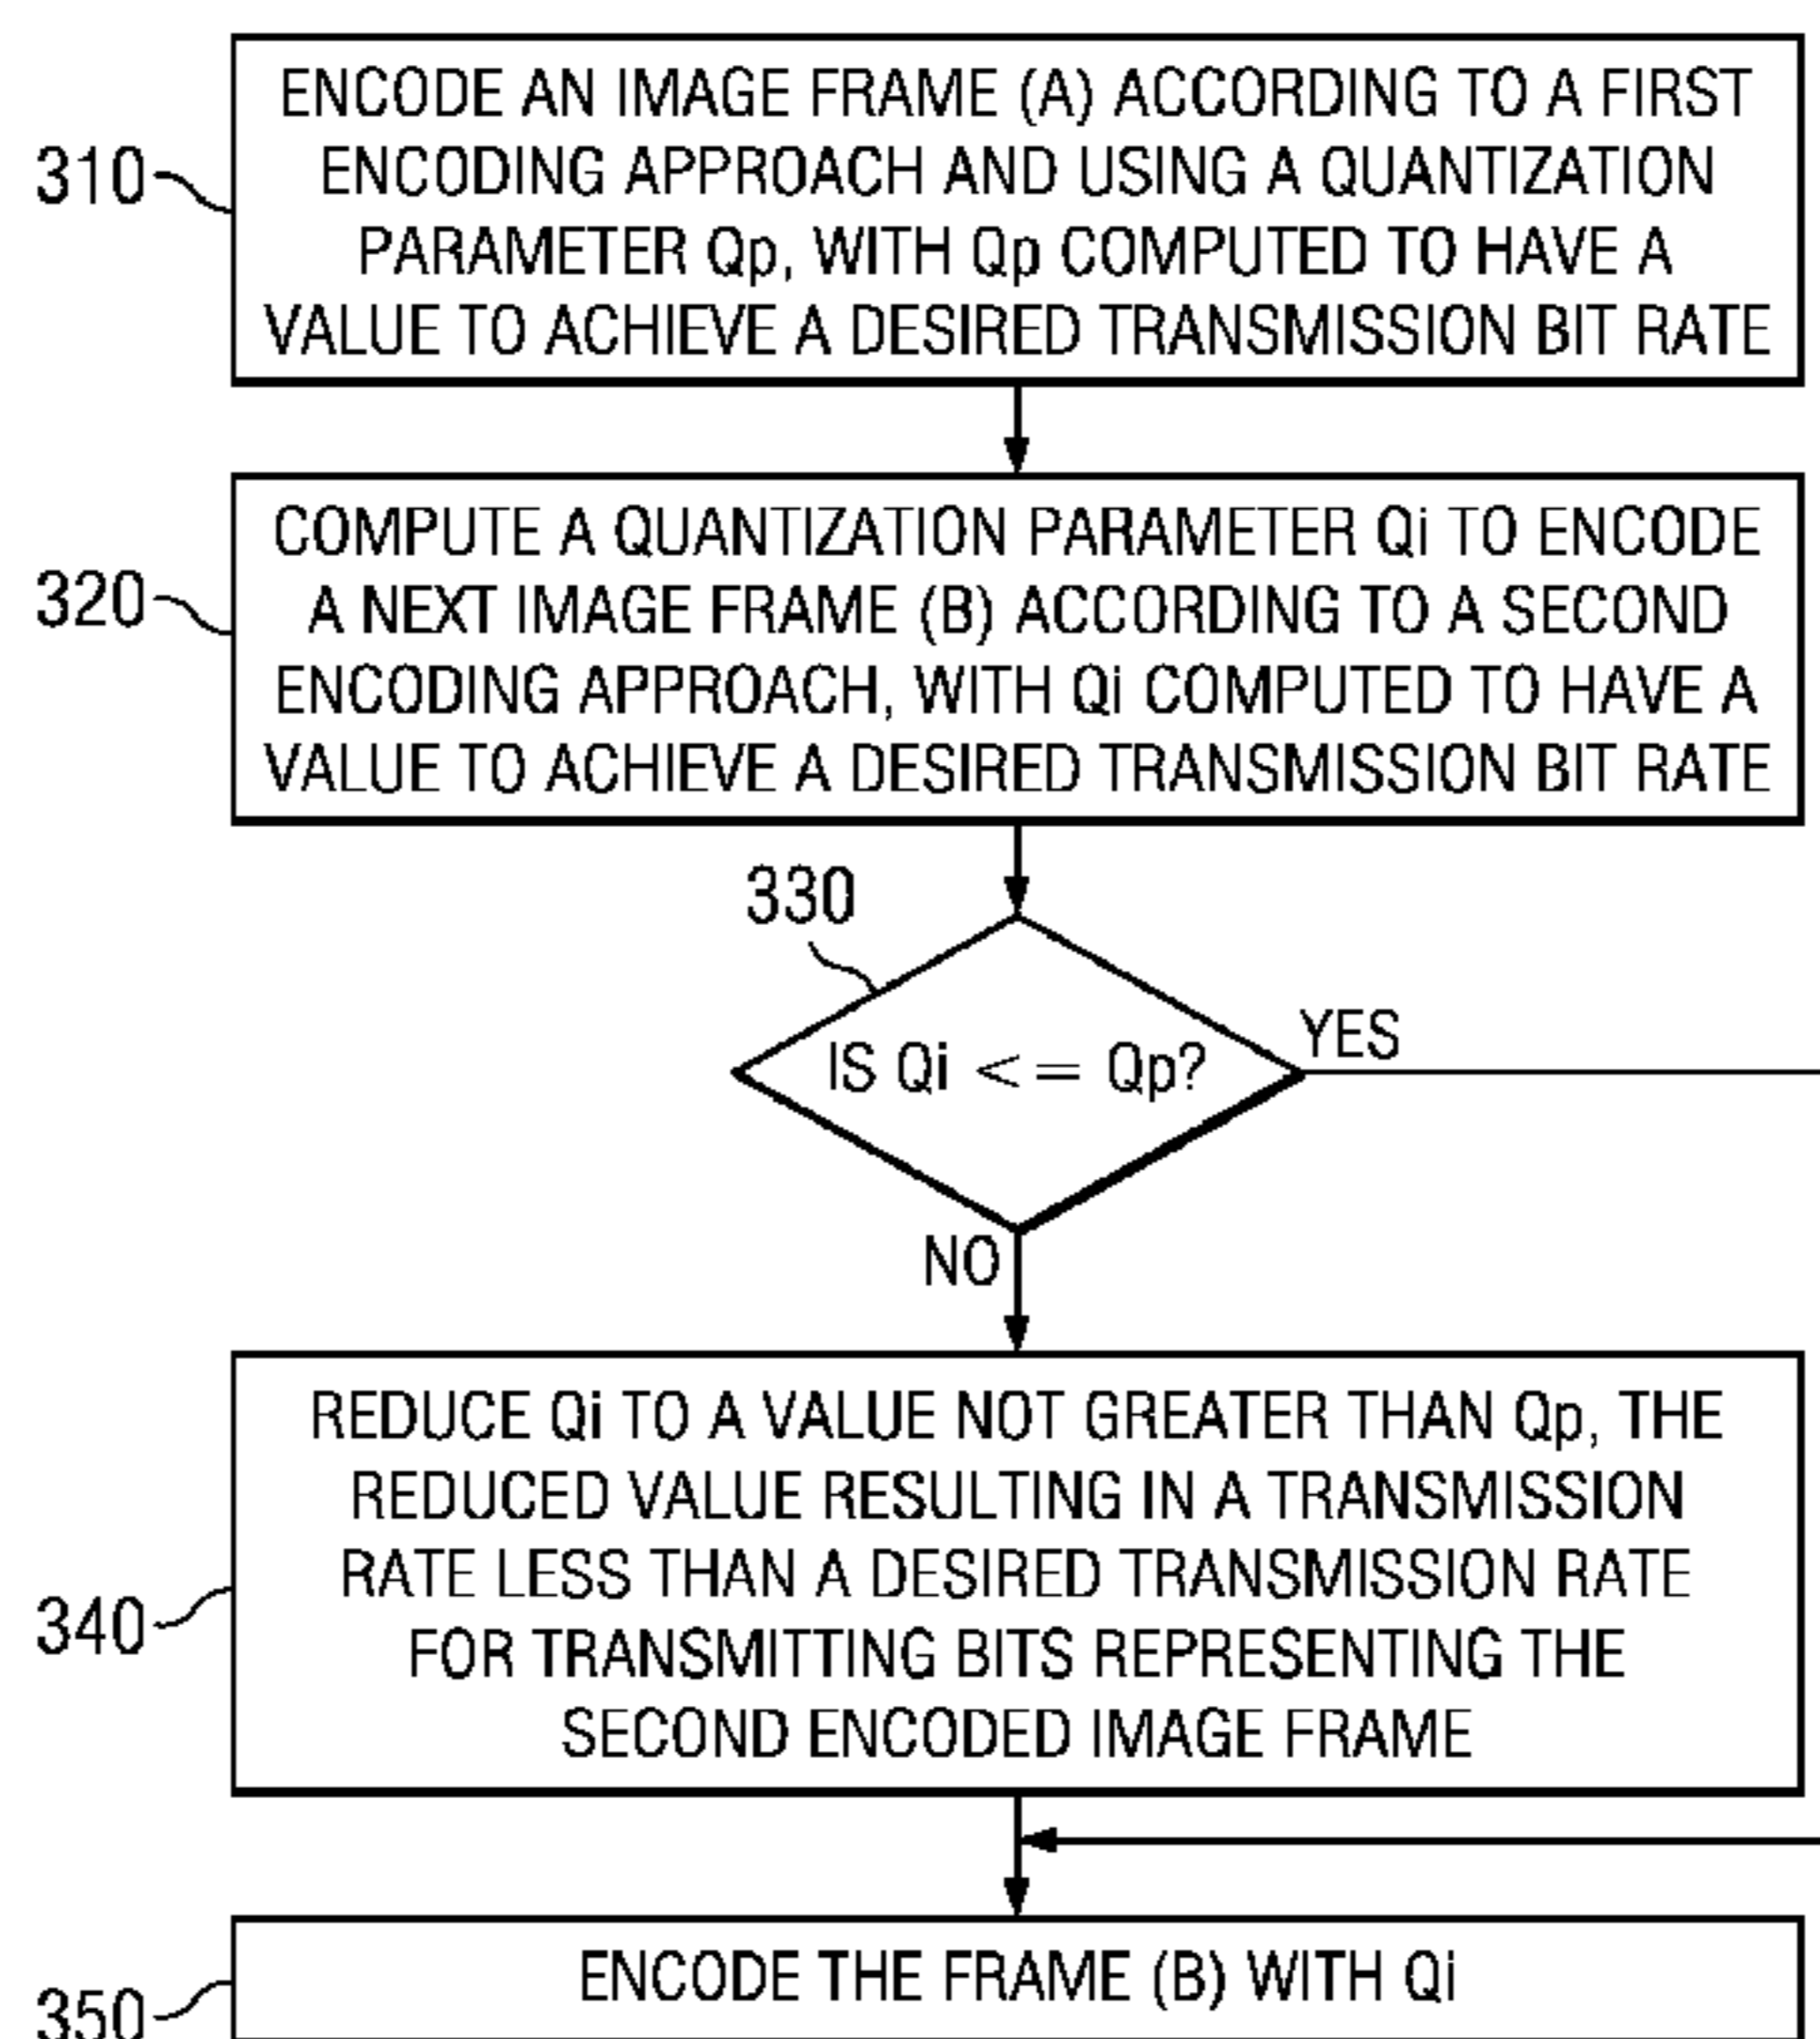 ENCODE AN IMAGE FRAME (A) ACCORDING TO A FIRST
ENCODING APPROACH AND USING A QUANTIZATION
PARAMETER Qp, WITH Qp COMPUTED TO HAVE A
VALUE TO ACHIEVE A DESIRED TRANSMISSION BIT RATE
310
COMPUTE A QUANTIZATION PARAMETER Qi TO ENCODE
A NEXT IMAGE FRAME (B) ACCORDING TO A SECOND
ENCODING APPROACH, WITH Qi COMPUTED TO HAVE A
VALUE TO ACHIEVE A DESIRED TRANSMISSION BIT RATE
320
330
IS Qi <= Qp?
YES
NO
REDUCE Qi TO A VALUE NOT GREATER THAN Qp, THE
REDUCED VALUE RESULTING IN A TRANSMISSION
RATE LESS THAN A DESIRED TRANSMISSION RATE
FOR TRANSMITTING BITS REPRESENTING THE
SECOND ENCODED IMAGE FRAME
340
ENCODE THE FRAME (B) WITH Qi
350